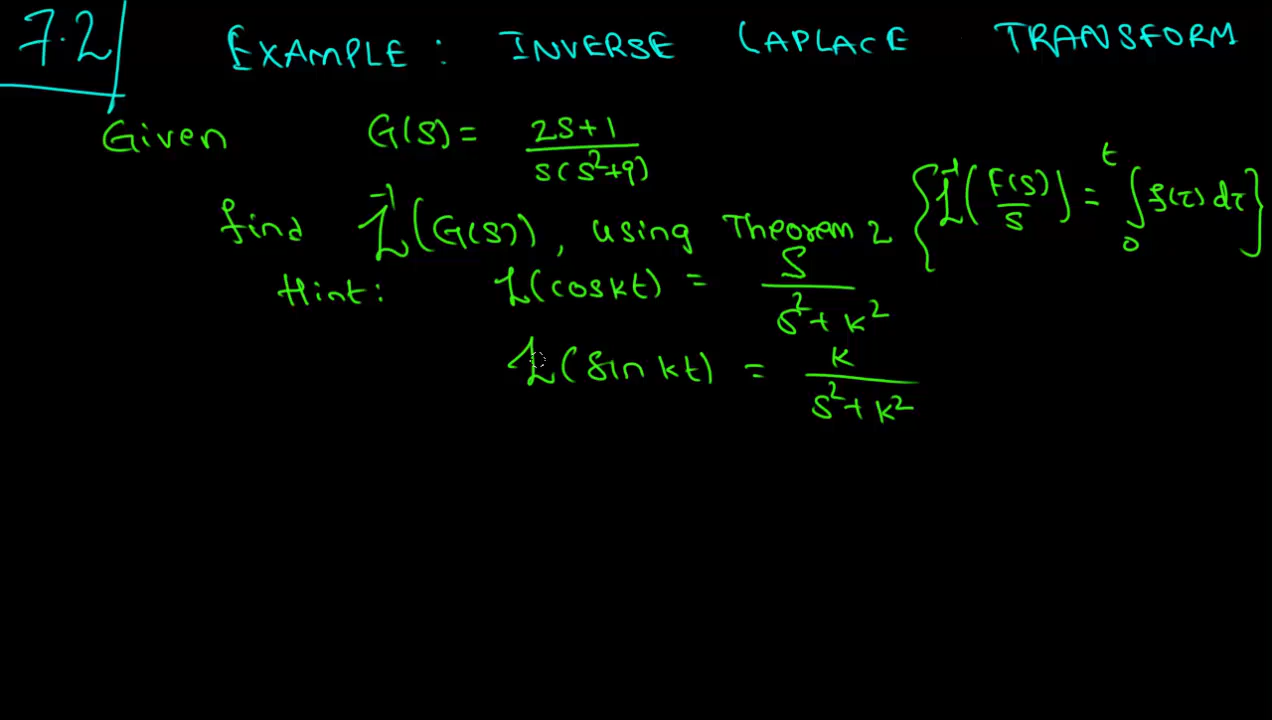 7.2 EXAMPLE: INVERSE LAPLACE TRANSFORM
Given G(s) = (2s+1)/(s(s²+9))
find ℒ⁻¹(G(s)), using Theorem 2 {ℒ⁻¹(F(s)/s) = ∫₀ᵗ f(τ) dτ}
Hint: ℒ(cos kt) = s/(s²+k²)
ℒ(sin kt) = k/(s²+k²)